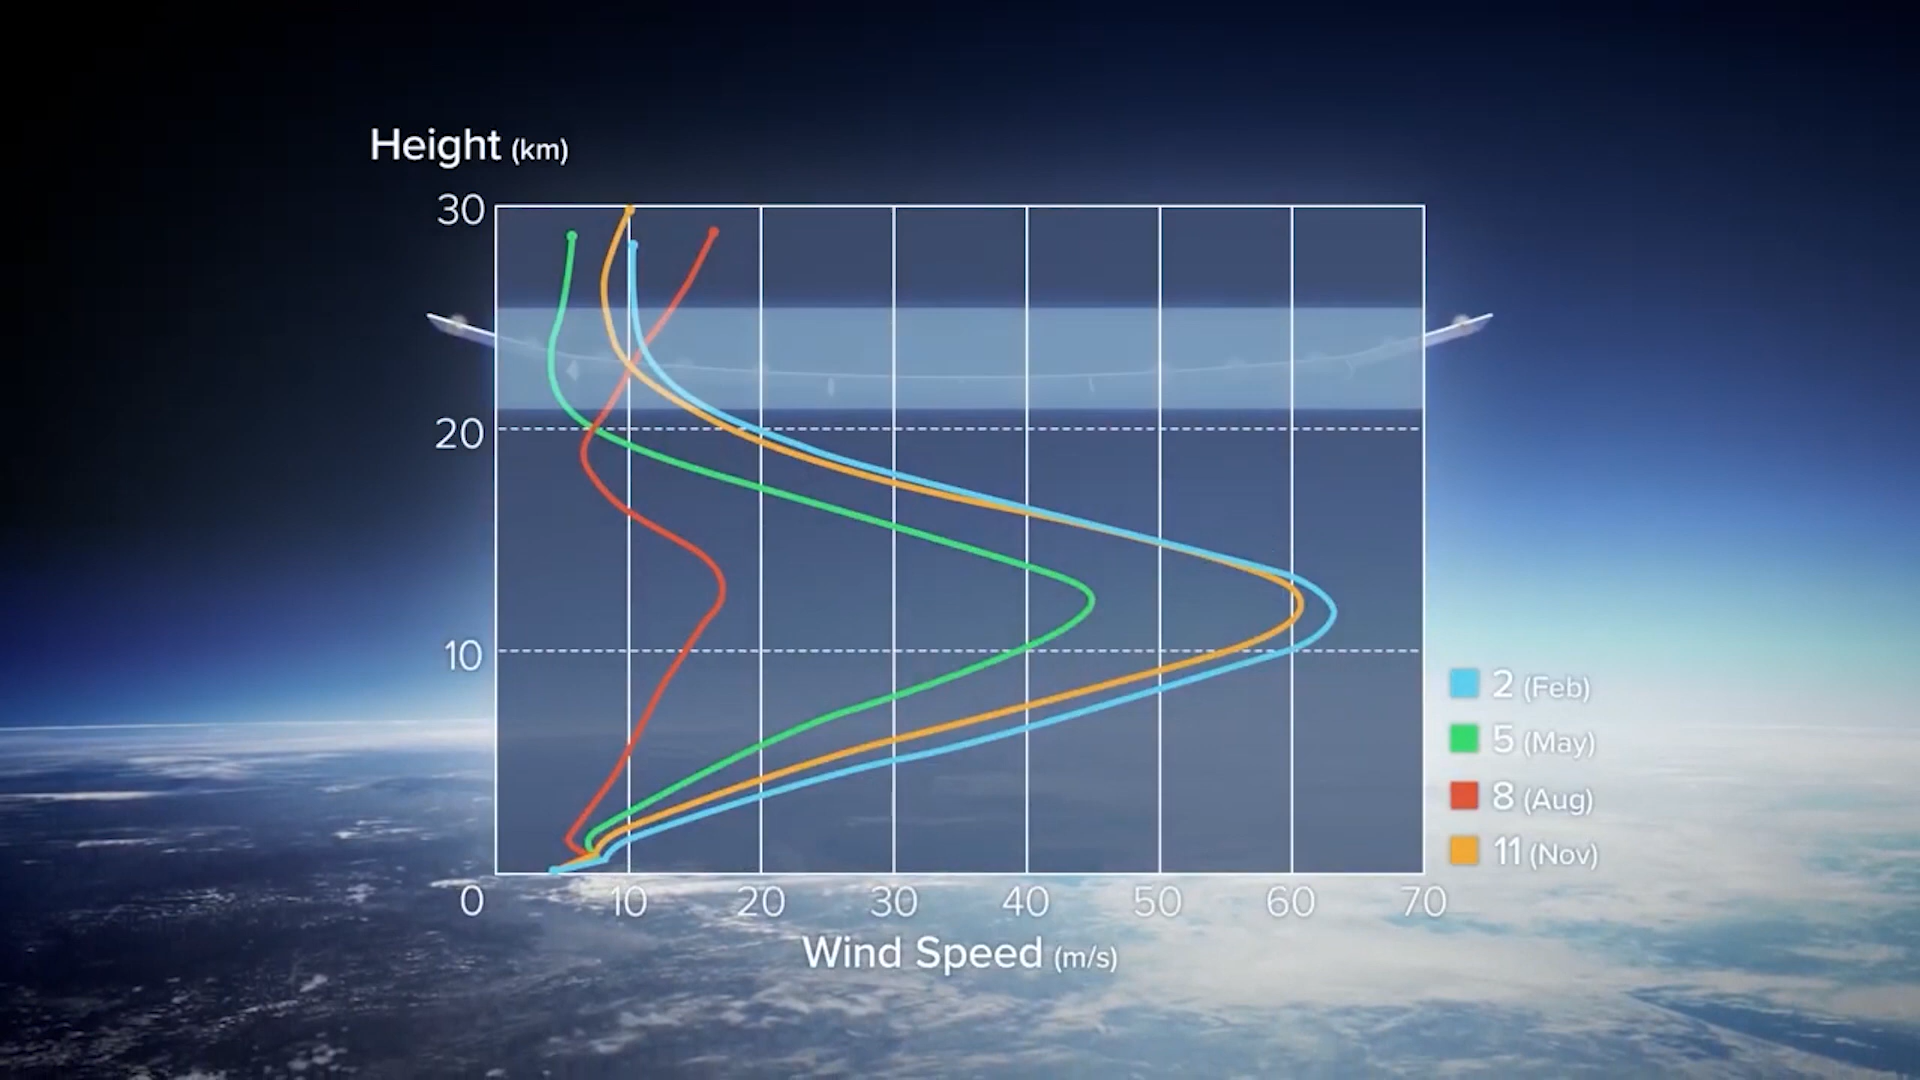 Height (km)
30
20
10
0 10 20 30 40 50 60 70
Wind Speed (m/s)
2 (Feb)
5 (May)
8 (Aug)
11 (Nov)